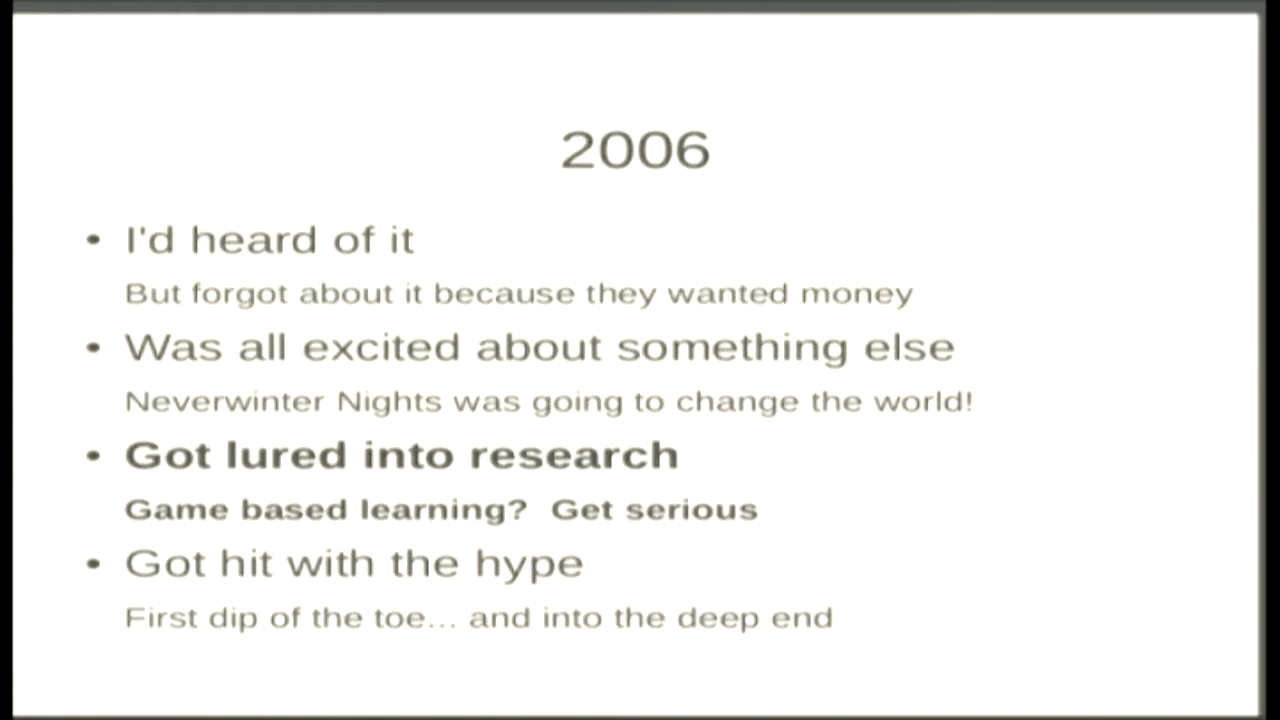 2006
• I'd heard of it
But forgot about it because they wanted money
• Was all excited about something else
Neverwinter Nights was going to change the world!
• Got lured into research
Game based learning?  Get serious
• Got hit with the hype
First dip of the toe... and into the deep end